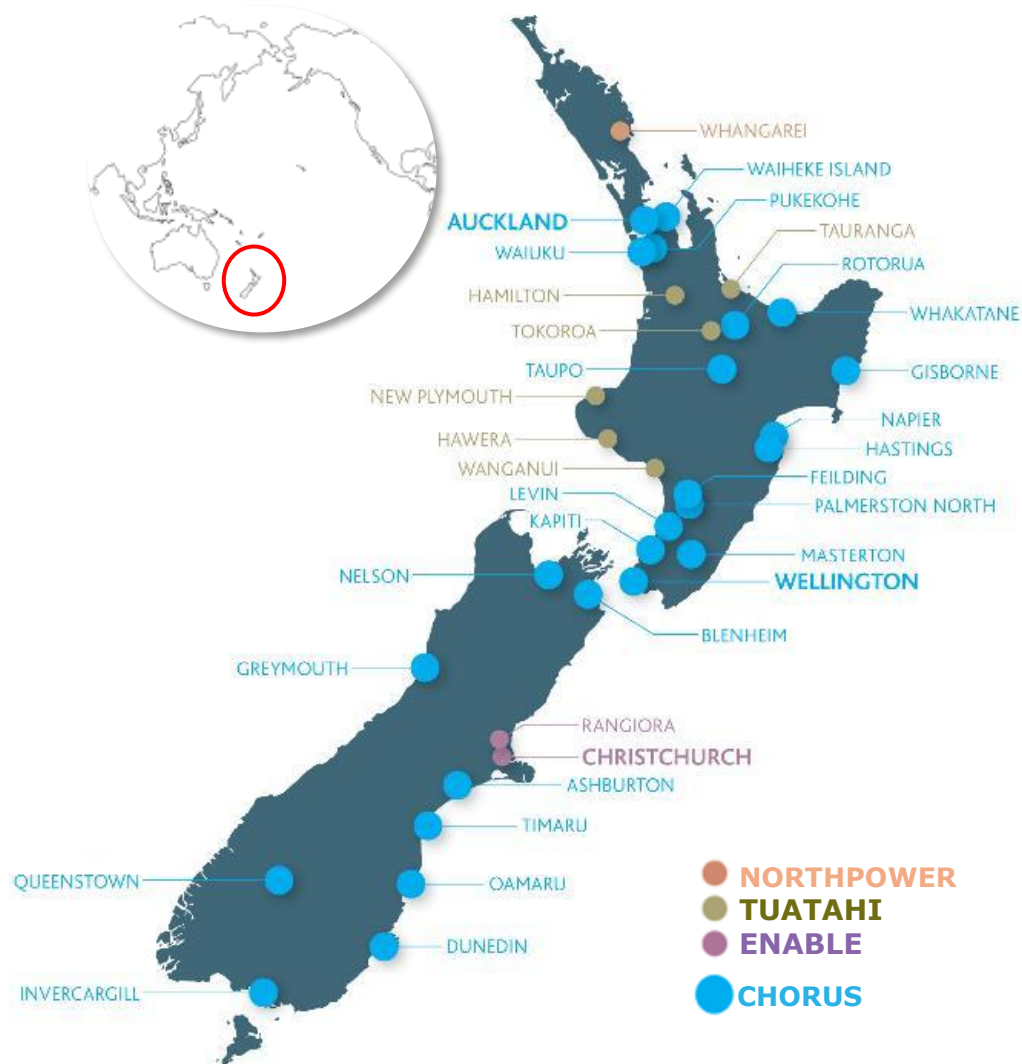 WHANGAREI
WAIHEKE ISLAND
PUKEKOHE
AUCKLAND
TAURANGA
WAIUKU
ROTORUA
HAMILTON
WHAKATANE
TOKOROA
TAUPO
GISBORNE
NEW PLYMOUTH
NAPIER
HAWERA
HASTINGS
WANGANUI
FEILDING
LEVIN
PALMERSTON NORTH
KAPITI
MASTERTON
NELSON
WELLINGTON
BLENHEIM
GREYMOUTH
RANGIORA
CHRISTCHURCH
ASHBURTON
TIMARU
QUEENSTOWN
OAMARU
DUNEDIN
INVERCARGILL
NORTHPOWER
TUATAHI
ENABLE
CHORUS